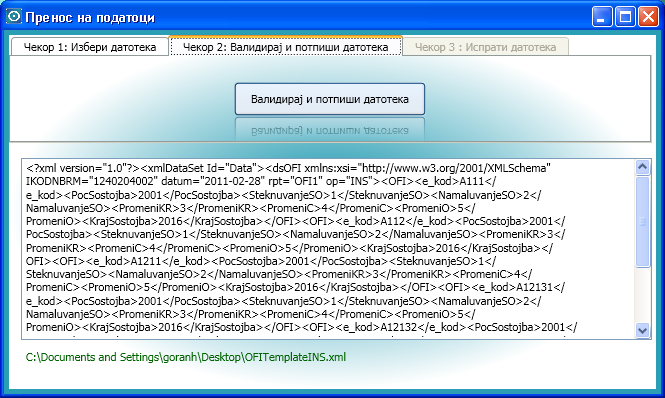 Пренос на податоци
Чекор 1: Избери датотека
Чекор 2: Валидирај и потпиши датотека
Чекор 3 : Испрати датотека
Валидирај и потпиши датотека
<?xml version="1.0"?><xmlDataSet Id="Data"><dsOFI xmlns:xsi="http://www.w3.org/2001/XMLSchema"
IKODNBRM="1240204002" datum="2011-02-28" rpt="OFI1" op="INS"><OFI><e_kod>A111</
e_kod><PocSostojba>2001</PocSostojba><SteknuvanjeSO>1</SteknuvanjeSO><NamaluvanjeSO>2</
NamaluvanjeSO><PromeniKR>3</PromeniKR><PromeniC>4</PromeniC><PromeniO>5</
PromeniO><KrajSostojba>2016</KrajSostojba></OFI><OFI><e_kod>A112</e_kod><PocSostojba>2001</
PocSostojba><SteknuvanjeSO>1</SteknuvanjeSO><NamaluvanjeSO>2</NamaluvanjeSO><PromeniKR>3</
PromeniKR><PromeniC>4</PromeniC><PromeniO>5</PromeniO><KrajSostojba>2016</KrajSostojba></
OFI><OFI><e_kod>A1211</e_kod><PocSostojba>2001</PocSostojba><SteknuvanjeSO>1</
SteknuvanjeSO><NamaluvanjeSO>2</NamaluvanjeSO><PromeniKR>3</PromeniKR><PromeniC>4</
PromeniC><PromeniO>5</PromeniO><KrajSostojba>2016</KrajSostojba></OFI><OFI><e_kod>A12131</
e_kod><PocSostojba>2001</PocSostojba><SteknuvanjeSO>1</SteknuvanjeSO><NamaluvanjeSO>2</
NamaluvanjeSO><PromeniKR>3</PromeniKR><PromeniC>4</PromeniC><PromeniO>5</
PromeniO><KrajSostojba>2016</KrajSostojba></OFI><OFI><e_kod>A12132</e_kod><PocSostojba>2001</
C:\Documents and Settings\goranh\Desktop\OFITemplateINS.xml